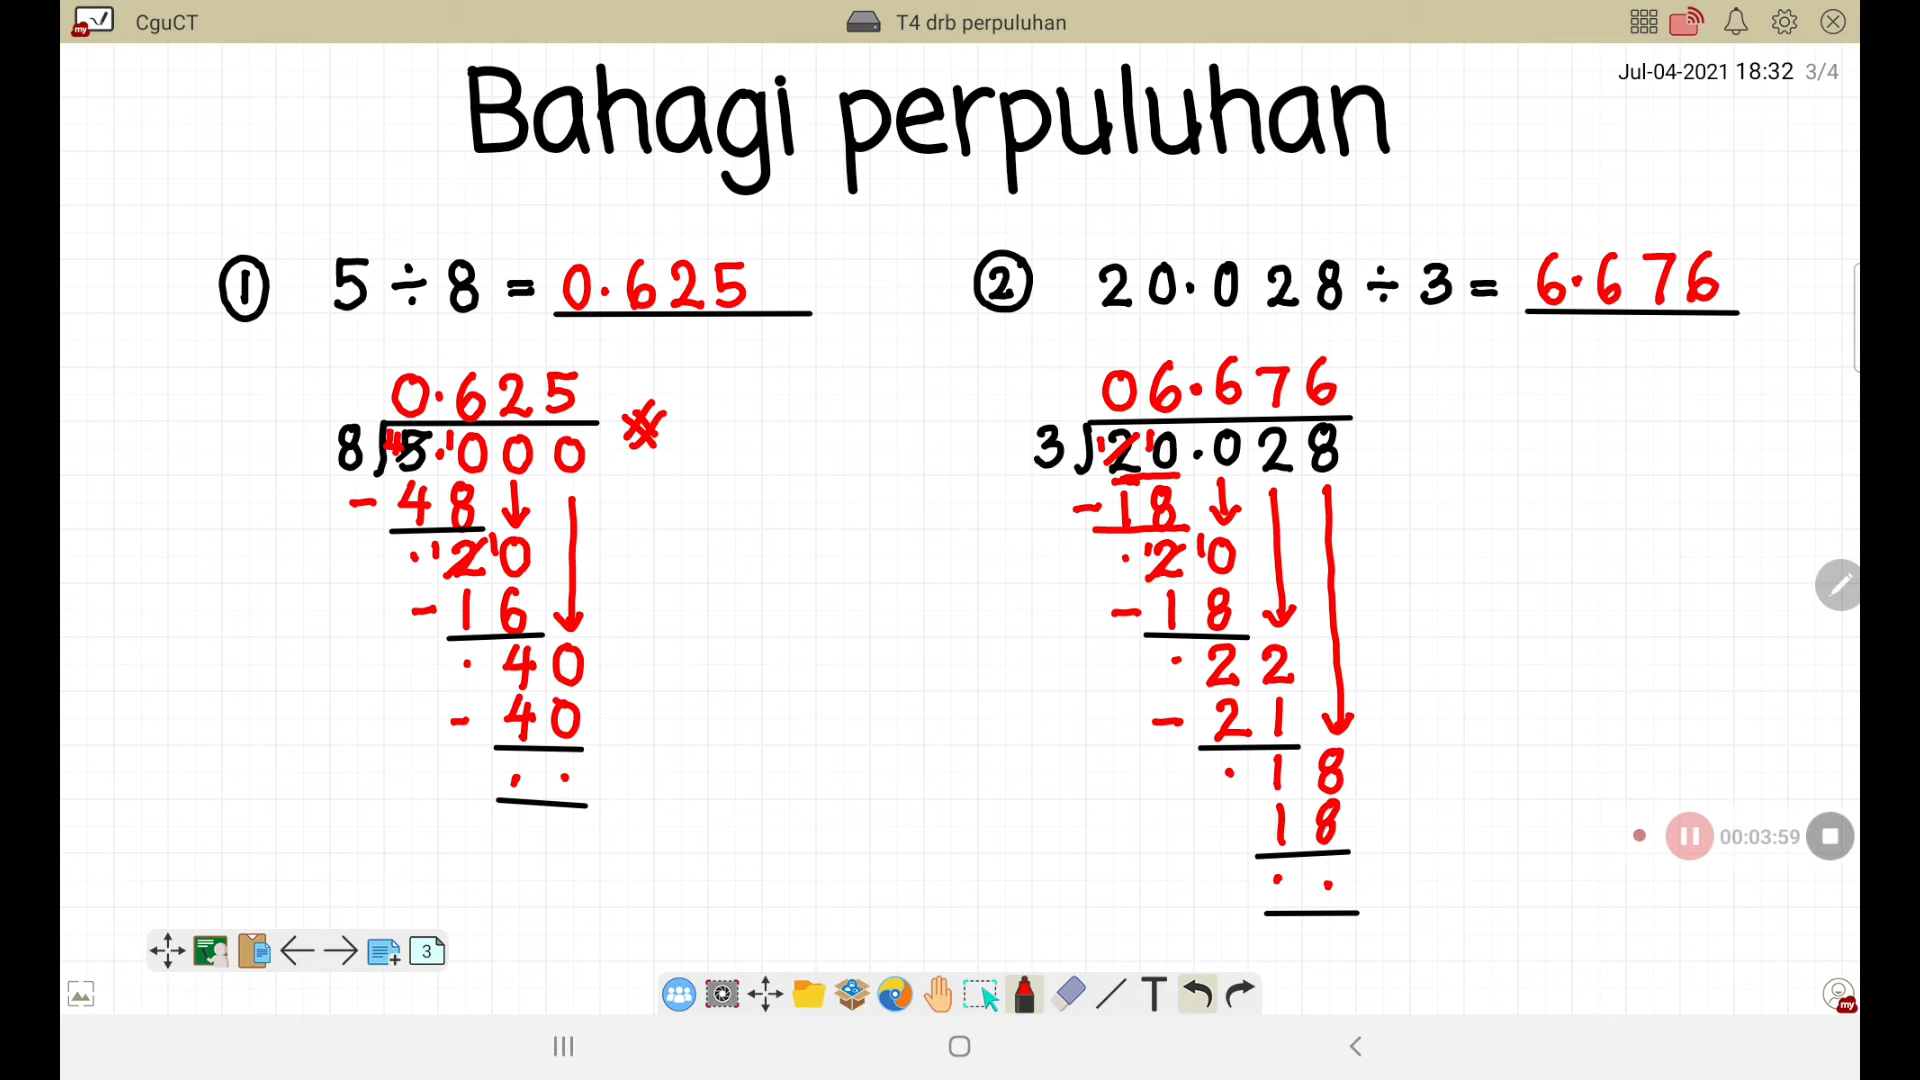 CguCT
T4 drb perpuluhan
Jul-04-2021 18:32 3/4
Bahagi perpuluhan
① 5 ÷ 8 = 0.625
0.625
8 5.000
- 48
20
- 16
40
- 40
② 20.028 ÷ 3 = 6.676
06.676
3 20.028
- 18
20
- 18
22
- 21
18
18
00:03:59
3
T
my
my